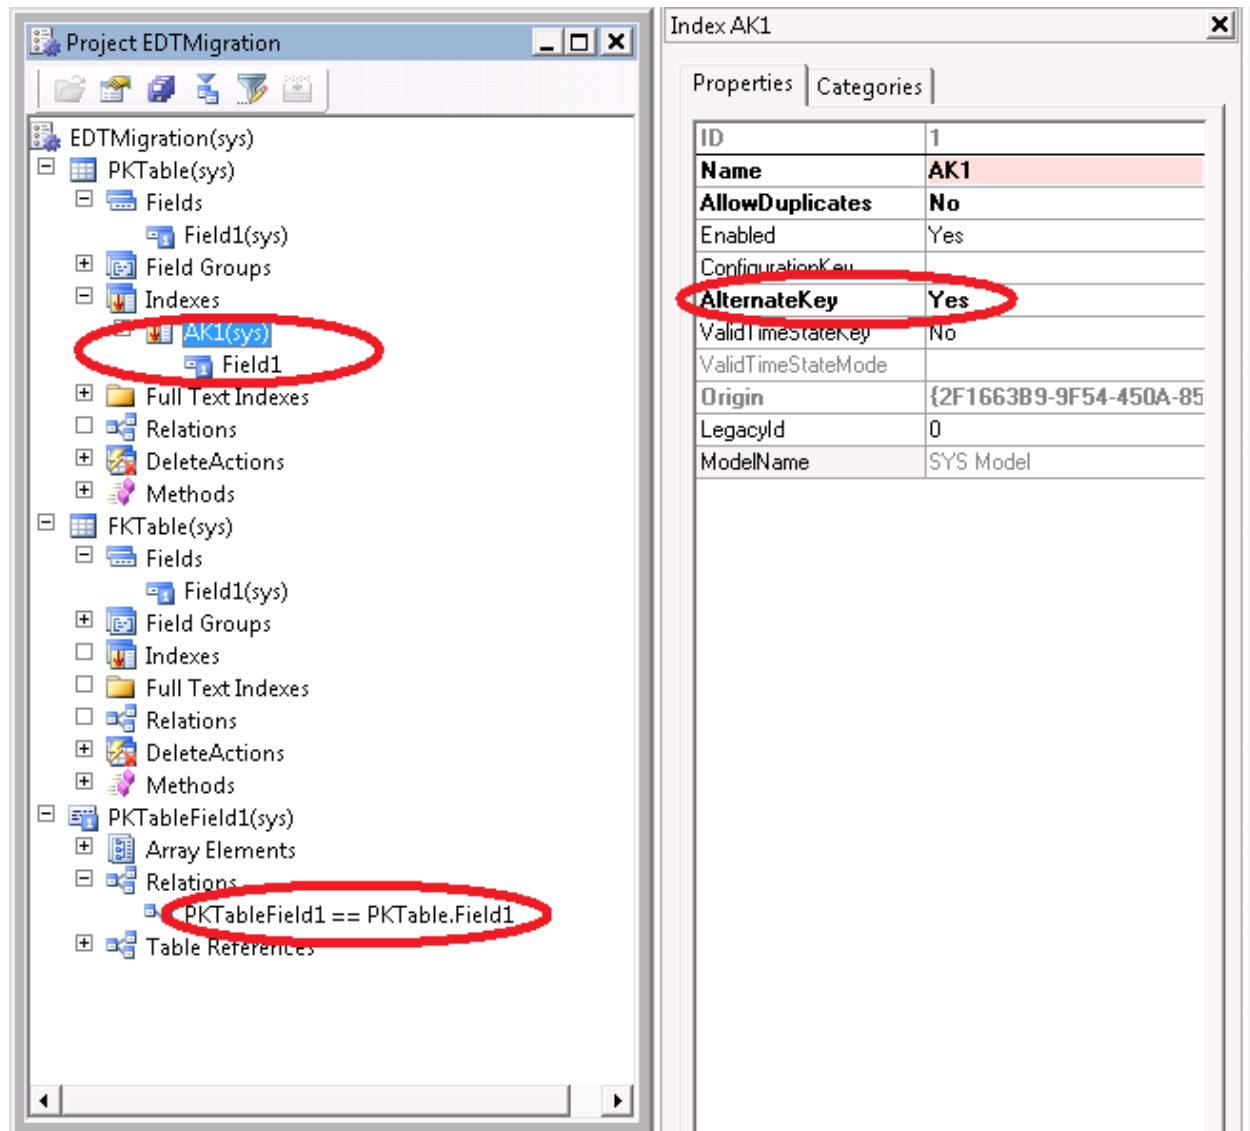 Project EDTMigration
EDTMigration(sys)
PKTable(sys)
Fields
Field1(sys)
Field Groups
Indexes
AK1(sys)
Field1
Full Text Indexes
Relations
DeleteActions
Methods
FKTable(sys)
Fields
Field1(sys)
Field Groups
Indexes
Full Text Indexes
Relations
DeleteActions
Methods
PKTableField1(sys)
Array Elements
Relations
PKTableField1 == PKTable.Field1
Table References
Index AK1
Properties Categories
ID 1
Name AK1
AllowDuplicates No
Enabled Yes
ConfigurationKey
AlternateKey Yes
ValidTimeStateKey No
ValidTimeStateMode
Origin {2F1663B9-9F54-450A-85
LegacyId 0
ModelName SYS Model